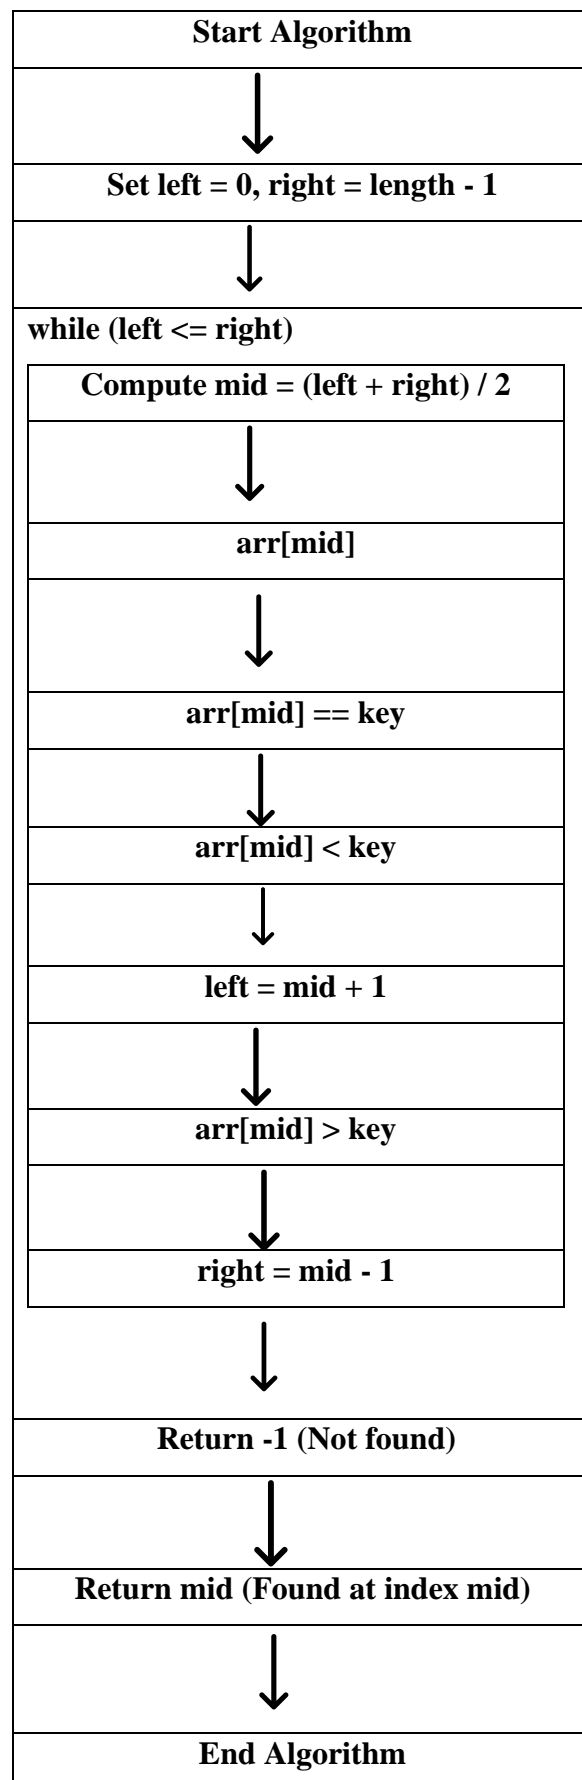 Start Algorithm
Set left = 0, right = length - 1
while (left <= right)
Compute mid = (left + right) / 2
arr[mid]
arr[mid] == key
arr[mid] < key
left = mid + 1
arr[mid] > key
right = mid - 1
Return -1 (Not found)
Return mid (Found at index mid)
End Algorithm